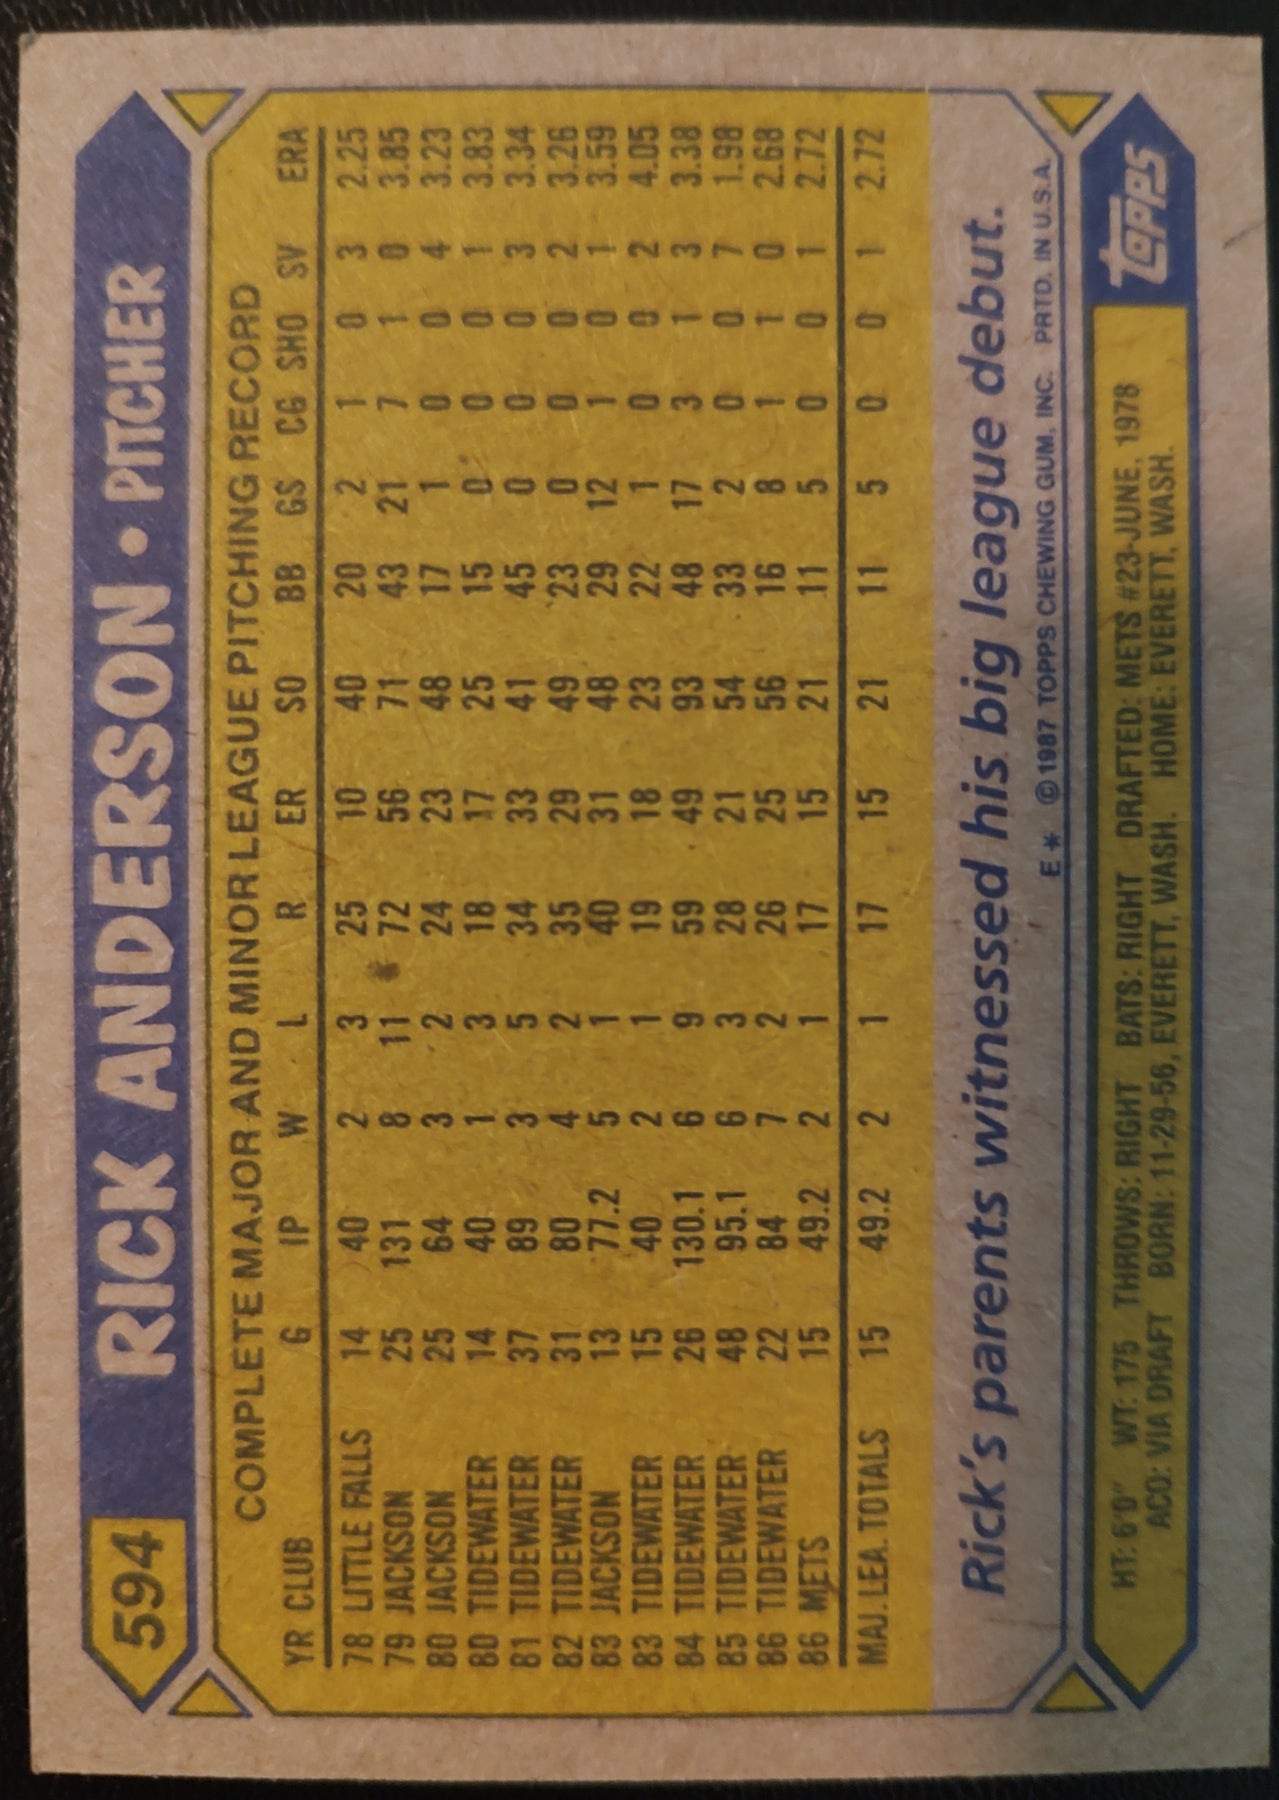 594 RICK ANDERSON • PITCHER
COMPLETE MAJOR AND MINOR LEAGUE PITCHING RECORD
YR CLUB G IP W L R ER SO BB GS CG SHO SV ERA
78 LITTLE FALLS 14 40 2 3 25 10 40 20 2 1 0 3 2.25
79 JACKSON 25 131 8 11 72 56 71 43 21 7 1 0 3.85
80 JACKSON 25 64 3 2 24 23 48 17 1 0 0 4 3.23
80 TIDEWATER 14 40 1 3 18 17 25 15 0 0 0 1 3.83
81 TIDEWATER 37 89 3 5 34 33 41 45 0 0 0 3 3.34
82 TIDEWATER 31 80 4 2 35 29 49 23 0 0 0 2 3.26
83 JACKSON 13 77.2 5 1 40 31 48 29 12 1 0 1 3.59
83 TIDEWATER 15 40 2 1 19 18 23 22 1 0 0 2 4.05
84 TIDEWATER 26 130.1 6 9 59 49 93 48 17 3 1 3 3.38
85 TIDEWATER 48 95.1 6 3 28 21 54 33 2 0 0 7 1.98
86 TIDEWATER 22 84 7 2 26 25 56 16 8 1 1 0 2.68
86 METS 15 49.2 2 1 17 15 21 11 5 0 0 1 2.72
MAJ. LEA. TOTALS 15 49.2 2 1 17 15 21 11 5 0 0 1 2.72
Rick's parents witnessed his big league debut.
E* © 1987 TOPPS CHEWING GUM, INC. PRTD. IN U.S.A.
HT: 6'0" WT: 175 THROWS: RIGHT BATS: RIGHT DRAFTED: METS #23-JUNE, 1978
ACQ: VIA DRAFT BORN: 11-29-56, EVERETT, WASH. HOME: EVERETT, WASH.
TOPPS